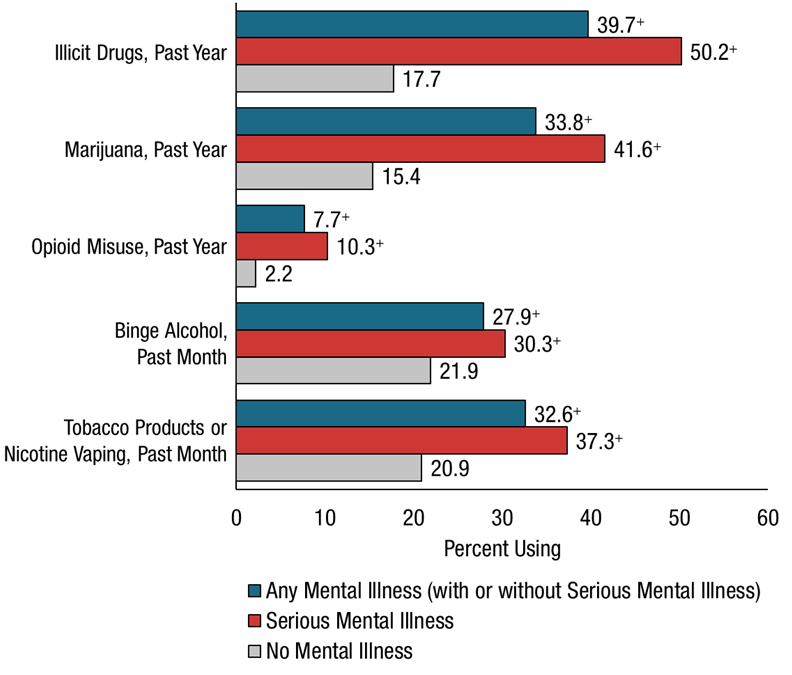 39.7+
Illicit Drugs, Past Year
50.2+
17.7
33.8+
Marijuana, Past Year
41.6+
15.4
7.7+
Opioid Misuse, Past Year
10.3+
2.2
27.9+
Binge Alcohol,
Past Month
30.3+
21.9
32.6+
Tobacco Products or
Nicotine Vaping, Past Month
37.3+
20.9
0 10 20 30 40 50 60
Percent Using
Any Mental Illness (with or without Serious Mental Illness)
Serious Mental Illness
No Mental Illness